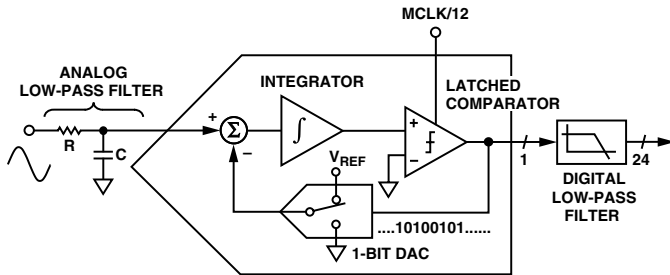 MCLK/12
ANALOG
LOW-PASS FILTER
INTEGRATOR
LATCHED
COMPARATOR
+
Σ
∫
+
R
C
−
−
V_REF
1
24
DIGITAL
LOW-PASS
FILTER
....10100101......
1-BIT DAC